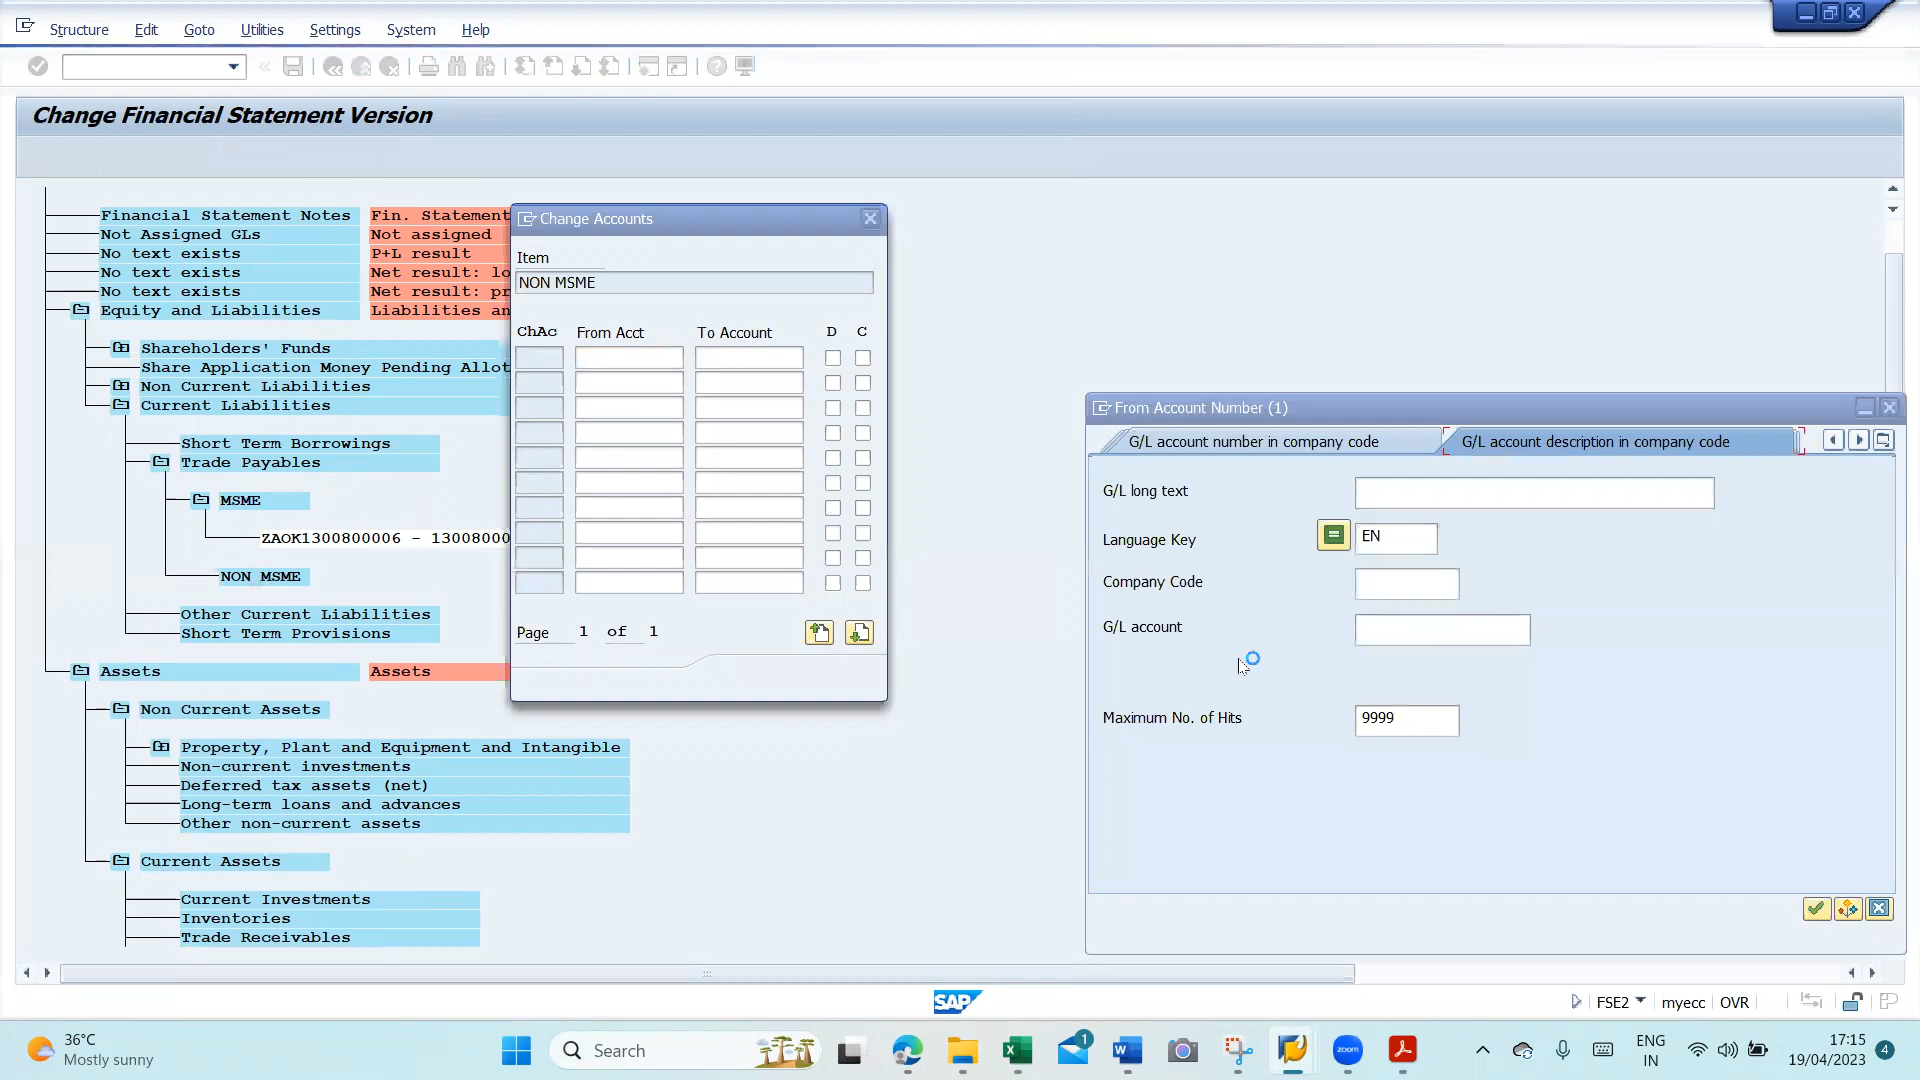 Structure Edit Goto Utilities Settings System Help
Change Financial Statement Version
Financial Statement Notes Fin. Statement
Not Assigned GLs Not assigned
No text exists P+L result
No text exists Net result: lo
No text exists Net result: pr
Equity and Liabilities Liabilities an
Shareholders' Funds
Share Application Money Pending Allot
Non Current Liabilities
Current Liabilities
Short Term Borrowings
Trade Payables
MSME
ZAOK1300800006 - 13008000
NON MSME
Other Current Liabilities
Short Term Provisions
Assets Assets
Non Current Assets
Property, Plant and Equipment and Intangible
Non-current investments
Deferred tax assets (net)
Long-term loans and advances
Other non-current assets
Current Assets
Current Investments
Inventories
Trade Receivables
Change Accounts
Item
NON MSME
ChAc From Acct To Account D C
Page 1 of 1
From Account Number (1)
G/L account number in company code G/L account description in company code
G/L long text
Language Key EN
Company Code
G/L account
Maximum No. of Hits 9999
SAP
FSE2 myecc OVR
36°C
Mostly sunny
Search
1
W
zoom
ENG
IN
17:15
19/04/2023
4